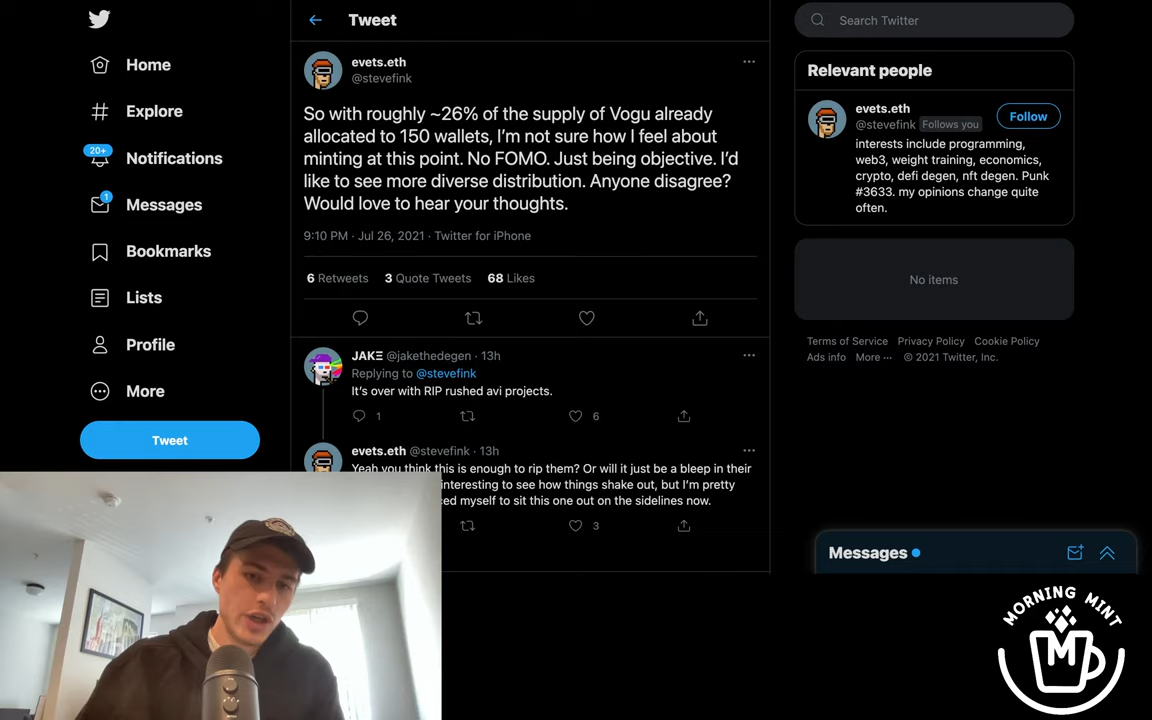 Home
Explore
20+
Notifications
1
Messages
Bookmarks
Lists
Profile
More
Tweet
Tweet
evets.eth
@stevefink
So with roughly ~26% of the supply of Vogu already
allocated to 150 wallets, I'm not sure how I feel about
minting at this point. No FOMO. Just being objective. I'd
like to see more diverse distribution. Anyone disagree?
Would love to hear your thoughts.
9:10 PM · Jul 26, 2021 · Twitter for iPhone
6 Retweets 3 Quote Tweets 68 Likes
JAKΞ @jakethedegen · 13h
Replying to @stevefink
It's over with RIP rushed avi projects.
1 6
evets.eth @stevefink · 13h
Yeah you think this is enough to rip them? Or will it just be a bleep in their
interesting to see how things shake out, but I'm pretty
ced myself to sit this one out on the sidelines now.
3
Search Twitter
Relevant people
evets.eth
@stevefink Follows you
Follow
interests include programming,
web3, weight training, economics,
crypto, defi degen, nft degen. Punk
#3633. my opinions change quite
often.
No items
Terms of Service Privacy Policy Cookie Policy
Ads info More ··· © 2021 Twitter, Inc.
Messages
MORNING MINT
M